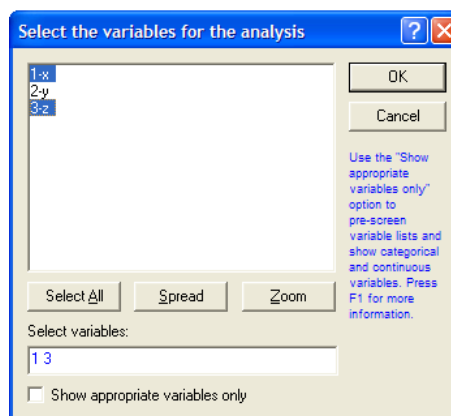 Select the variables for the analysis
1-x
2-y
3-z
OK
Cancel
Use the "Show
appropriate
variables only"
option to
pre-screen
variable lists and
show categorical
and continuous
variables. Press
F1 for more
information.
Select All
Spread
Zoom
Select variables:
1 3
Show appropriate variables only